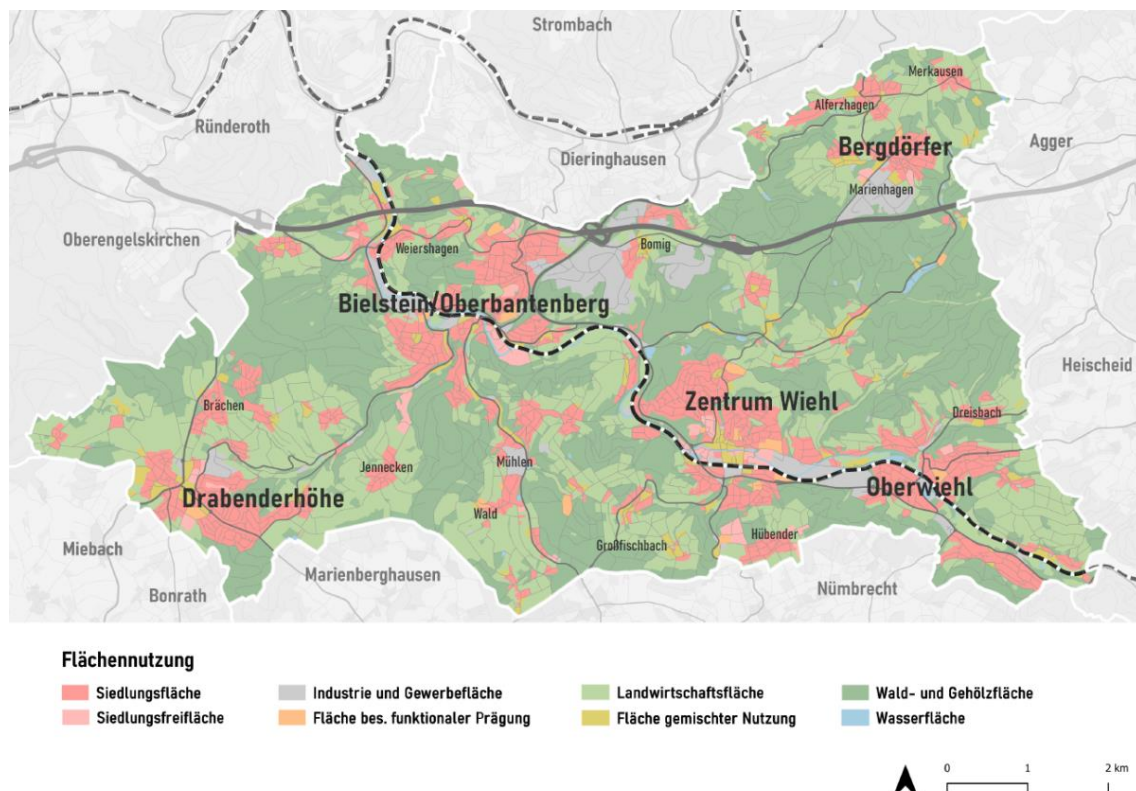 Strombach
Merkausen
Alferzhagen
Ründeroth
Bergdörfer
Agger
Dieringhausen
Marienhagen
Oberengelskirchen
Weiershagen
Bomig
Bielstein/Oberbantenberg
Heischeid
Zentrum Wiehl
Brächen
Dreisbach
Mühlen
Jennecken
Oberwiehl
Drabenderhöhe
Wald
Hübender
Großfischbach
Miebach
Marienberghausen
Nümbrecht
Bonrath
Flächennutzung
Siedlungsfläche
Industrie und Gewerbefläche
Landwirtschaftsfläche
Wald- und Gehölzfläche
Siedlungsfreifläche
Fläche bes. funktionaler Prägung
Fläche gemischter Nutzung
Wasserfläche
0 1 2 km